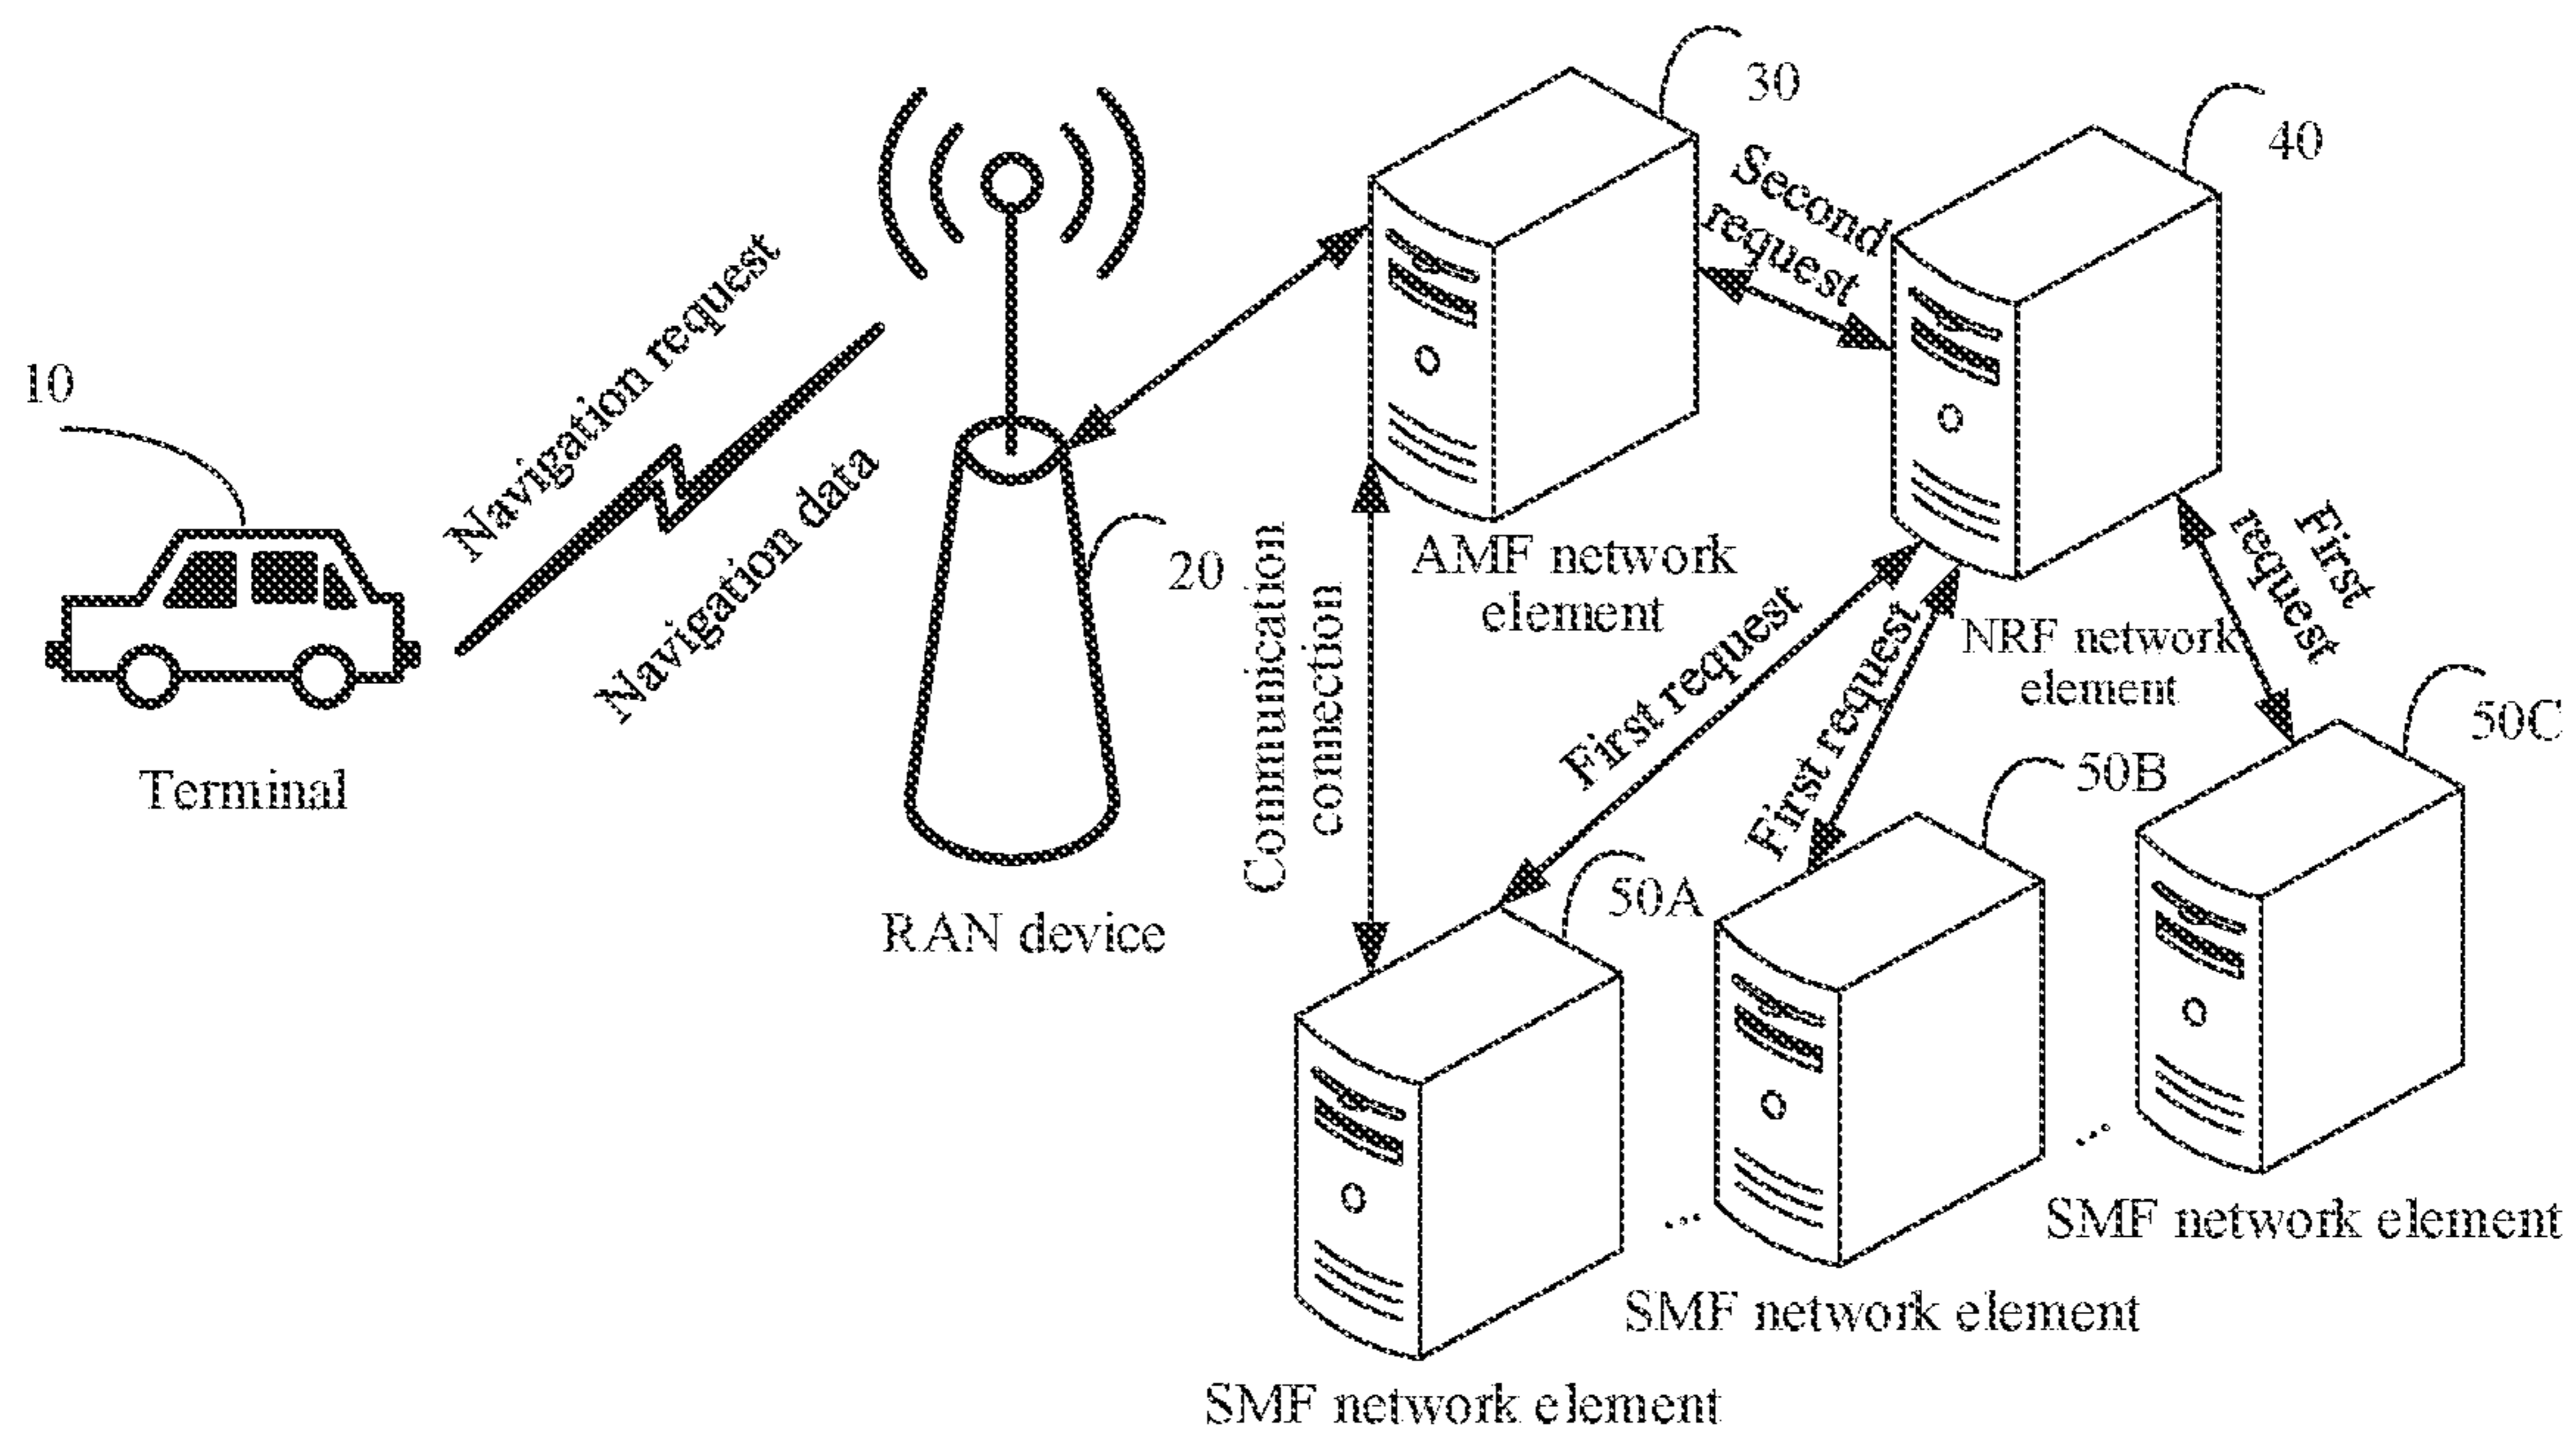 10
Terminal
Navigation request
Navigation data
20
RAN device
30
AMF network
element
Second
request
40
NRF network
element
Communication
connection
First request
First request
First
request
50A
SMF network element
50B
SMF network element
50C
SMF network element
...
...